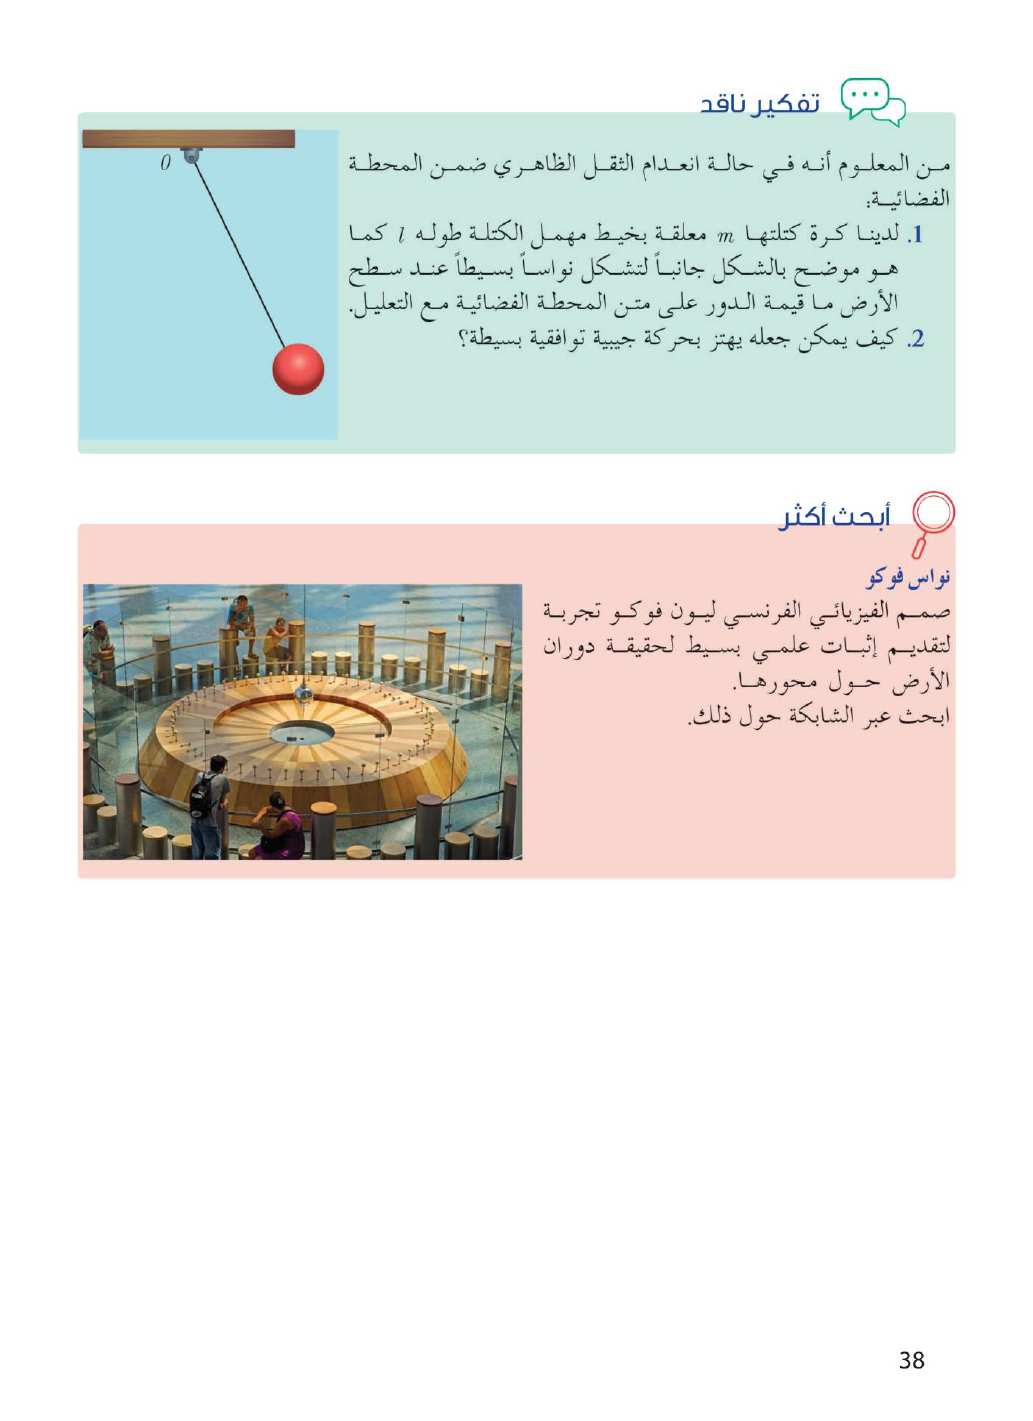 تفكير ناقد
من المعلوم أنه في حالة انعدام الثقل الظاهري ضمن المحطة
الفضائية:
1. لدينا كرة كتلتها m معلقة بخيط مهمل الكتلة طوله l كما
هو موضح بالشكل جانباً لتشكل نواساً بسيطاً عند سطح
الأرض ما قيمة الدور على متن المحطة الفضائية مع التعليل.
2. كيف يمكن جعله يهتز بحركة جيبية توافقية بسيطة؟
0
أبحث أكثر
نواس فوكو
صمم الفيزيائي الفرنسي ليون فوكو تجربة
لتقديم إثبات علمي بسيط لحقيقة دوران
الأرض حول محورها.
ابحث عبر الشابكة حول ذلك.
38